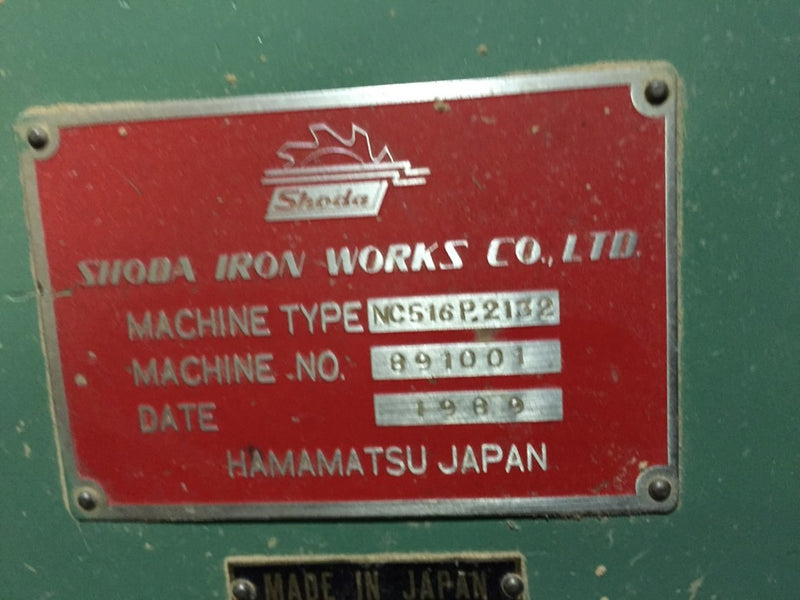 Shoda
SHODA IRON WORKS CO., LTD.
MACHINE TYPE NC516P.2132
MACHINE NO. 891001
DATE 1989
HAMAMATSU JAPAN
MADE IN JAPAN